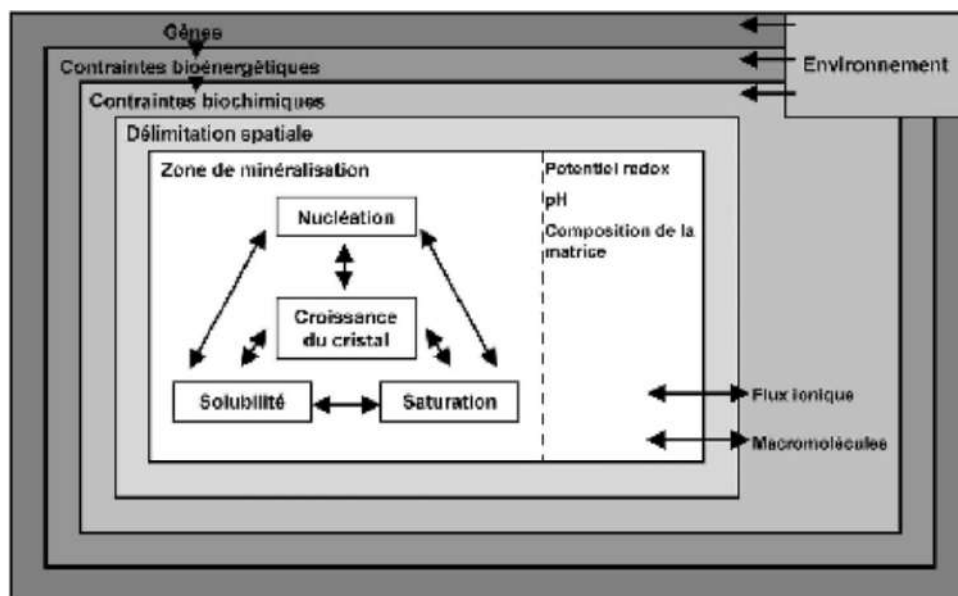 Gènes
Contraintes bioénergétiques
Environnement
Contraintes biochimiques
Délimitation spatiale
Zone de minéralisation
Potentiel redox
pH
Composition de la
matrice
Nucléation
Croissance
du cristal
Solubilité
Saturation
Flux ionique
Macromolécules